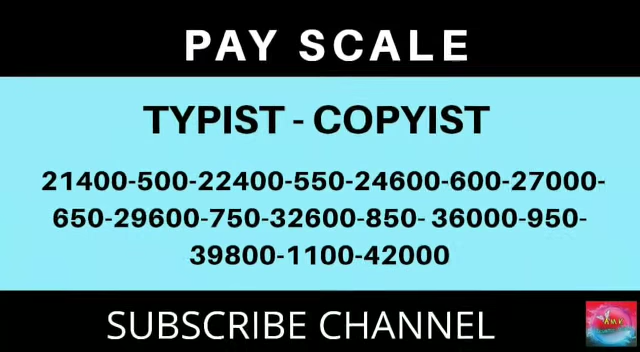 PAY SCALE
TYPIST - COPYIST
21400-500-22400-550-24600-600-27000-
650-29600-750-32600-850- 36000-950-
39800-1100-42000
SUBSCRIBE CHANNEL